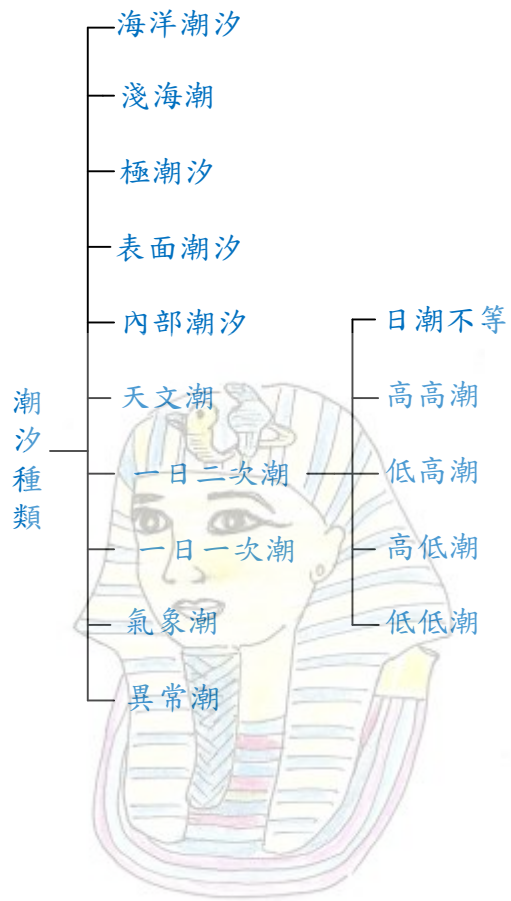 潮汐種類
海洋潮汐
淺海潮
極潮汐
表面潮汐
內部潮汐
天文潮
一日二次潮
一日一次潮
氣象潮
異常潮
日潮不等
高高潮
低高潮
高低潮
低低潮